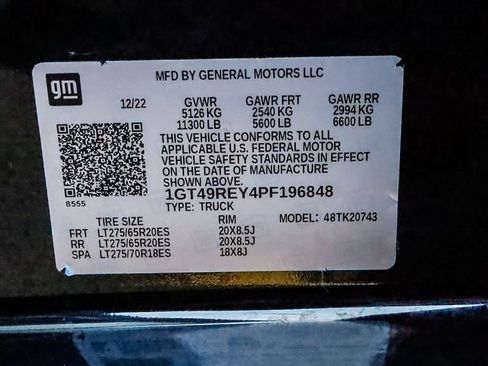 gm
MFD BY GENERAL MOTORS LLC
12/22 GVWR GAWR FRT GAWR RR
5126 KG 2540 KG 2994 KG
11300 LB 5600 LB 6600 LB
THIS VEHICLE CONFORMS TO ALL
APPLICABLE U.S. FEDERAL MOTOR
VEHICLE SAFETY STANDARDS IN EFFECT
ON THE DATE OF MANUFACTURE
SHOWN ABOVE.
8555 1GT49REY4PF196848
TYPE: TRUCK
TIRE SIZE RIM MODEL: 48TK20743
FRT LT275/65R20ES 20X8.5J
RR LT275/65R20ES 20X8.5J
SPA LT275/70R18ES 18X8J